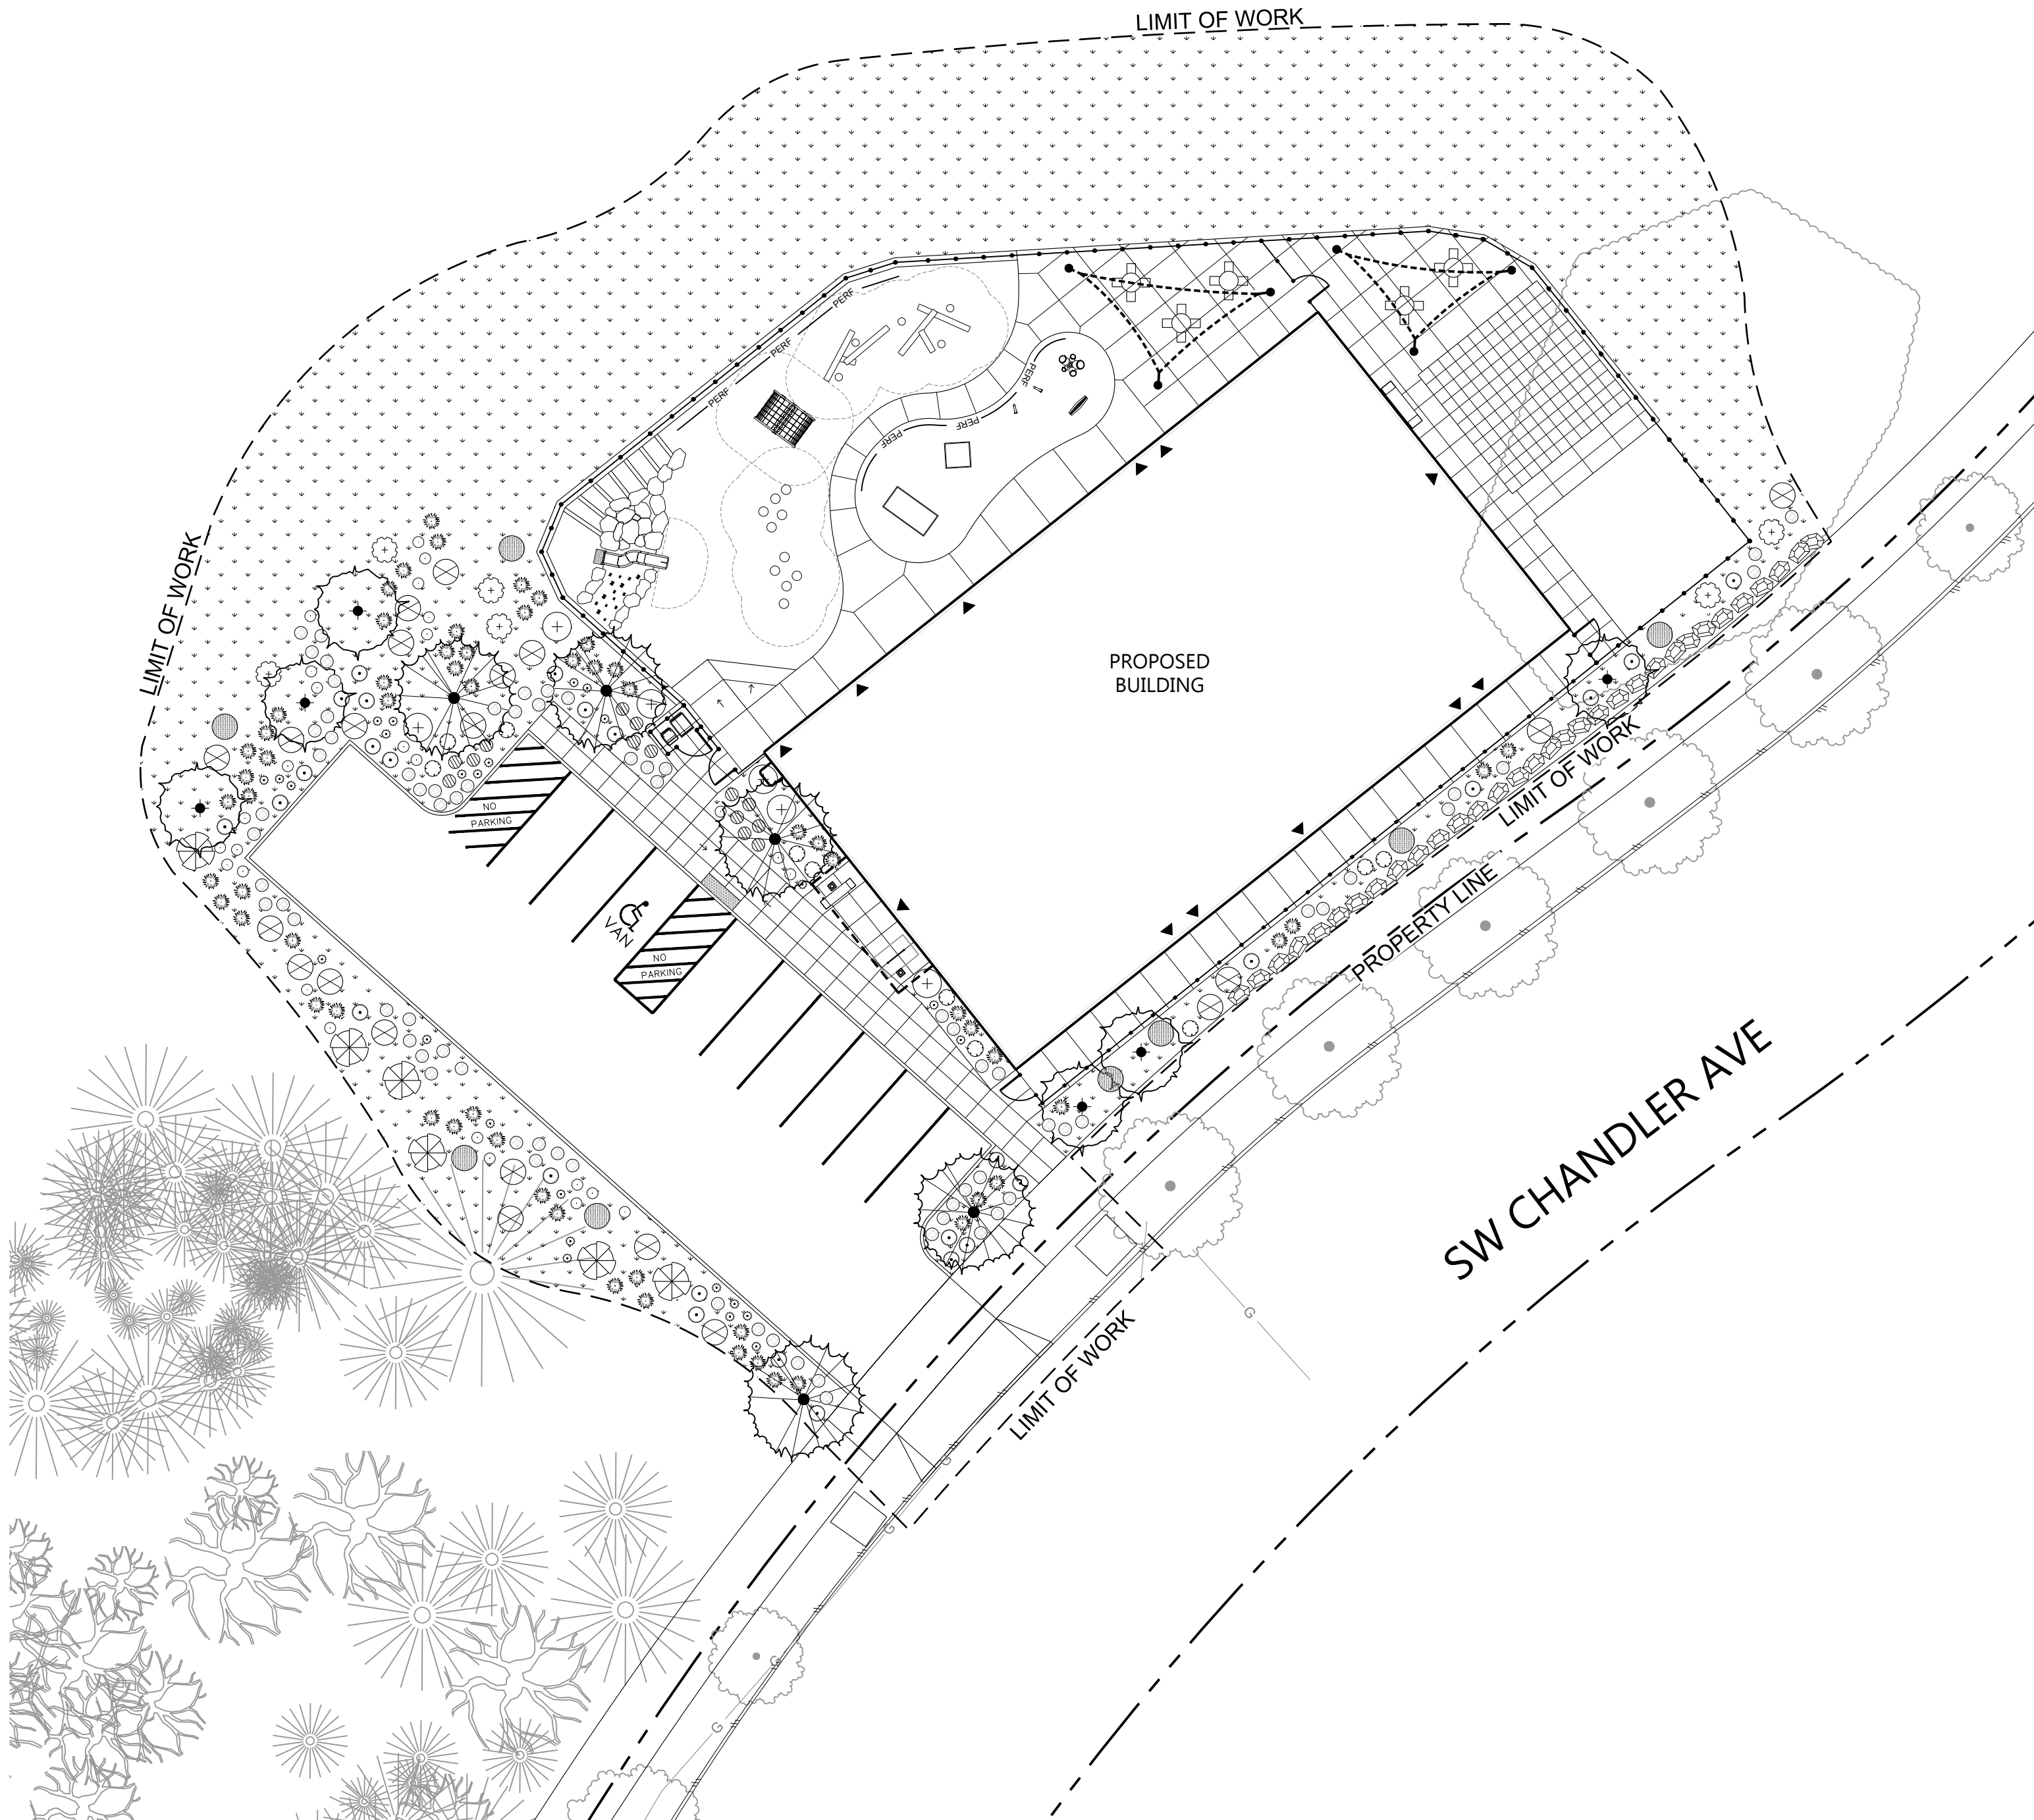 LIMIT OF WORK
PERF
PERF
PERF
PERF
PERF
PERF
LIMIT OF WORK
PROPOSED
BUILDING
LIMIT OF WORK
NO
PARKING
VAN
NO
PARKING
PROPERTY LINE
SW CHANDLER AVE
LIMIT OF WORK
G
G
G
G
G